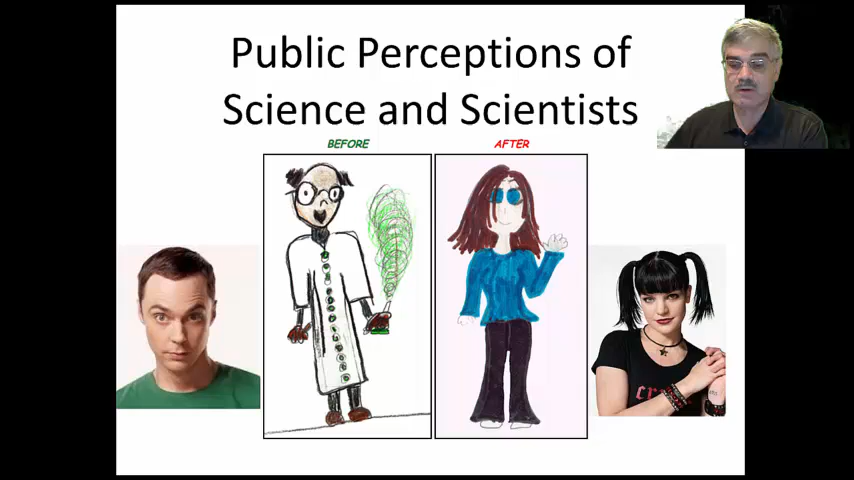 Public Perceptions of
Science and Scientists
BEFORE
AFTER